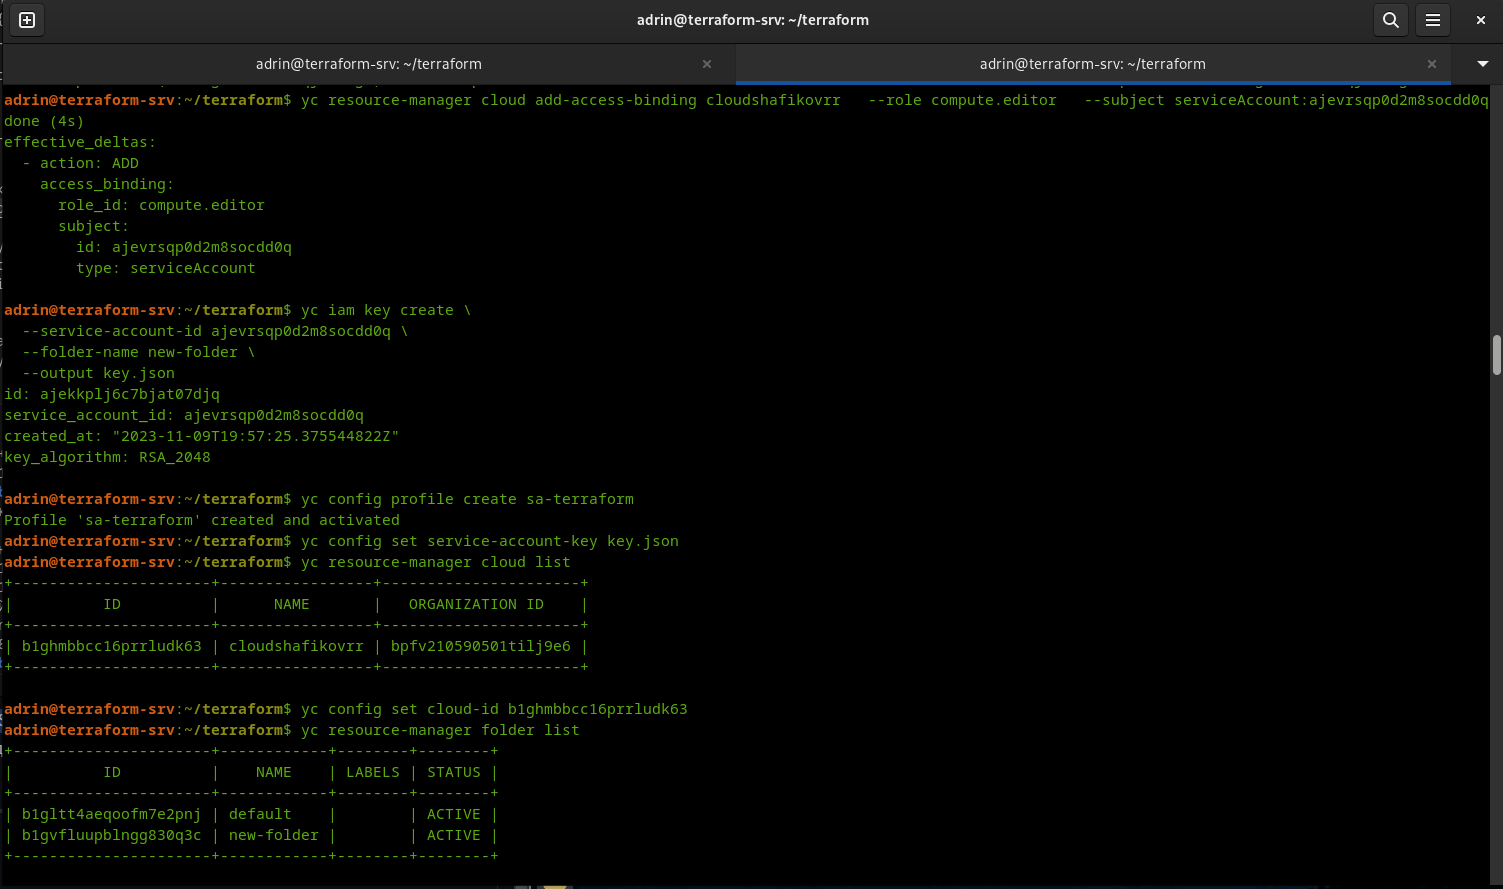 adrin@terraform-srv: ~/terraform
adrin@terraform-srv: ~/terraform
adrin@terraform-srv: ~/terraform
adrin@terraform-srv:~/terraform$ yc resource-manager cloud add-access-binding cloudshafikovrr   --role compute.editor   --subject serviceAccount:ajevrsqp0d2m8socdd0q
done (4s)
effective_deltas:
  - action: ADD
    access_binding:
      role_id: compute.editor
      subject:
        id: ajevrsqp0d2m8socdd0q
        type: serviceAccount
adrin@terraform-srv:~/terraform$ yc iam key create \
  --service-account-id ajevrsqp0d2m8socdd0q \
  --folder-name new-folder \
  --output key.json
id: ajekkplj6c7bjat07djq
service_account_id: ajevrsqp0d2m8socdd0q
created_at: "2023-11-09T19:57:25.375544822Z"
key_algorithm: RSA_2048
adrin@terraform-srv:~/terraform$ yc config profile create sa-terraform
Profile 'sa-terraform' created and activated
adrin@terraform-srv:~/terraform$ yc config set service-account-key key.json
adrin@terraform-srv:~/terraform$ yc resource-manager cloud list
+----------------------+-----------------+----------------------+
|          ID          |      NAME       |   ORGANIZATION ID    |
+----------------------+-----------------+----------------------+
| b1ghmbbcc16prrludk63 | cloudshafikovrr | bpfv210590501tilj9e6 |
+----------------------+-----------------+----------------------+
adrin@terraform-srv:~/terraform$ yc config set cloud-id b1ghmbbcc16prrludk63
adrin@terraform-srv:~/terraform$ yc resource-manager folder list
+----------------------+------------+--------+--------+
|          ID          |    NAME    | LABELS | STATUS |
+----------------------+------------+--------+--------+
| b1gltt4aeqoofm7e2pnj | default    |        | ACTIVE |
| b1gvfluupblngg830q3c | new-folder |        | ACTIVE |
+----------------------+------------+--------+--------+